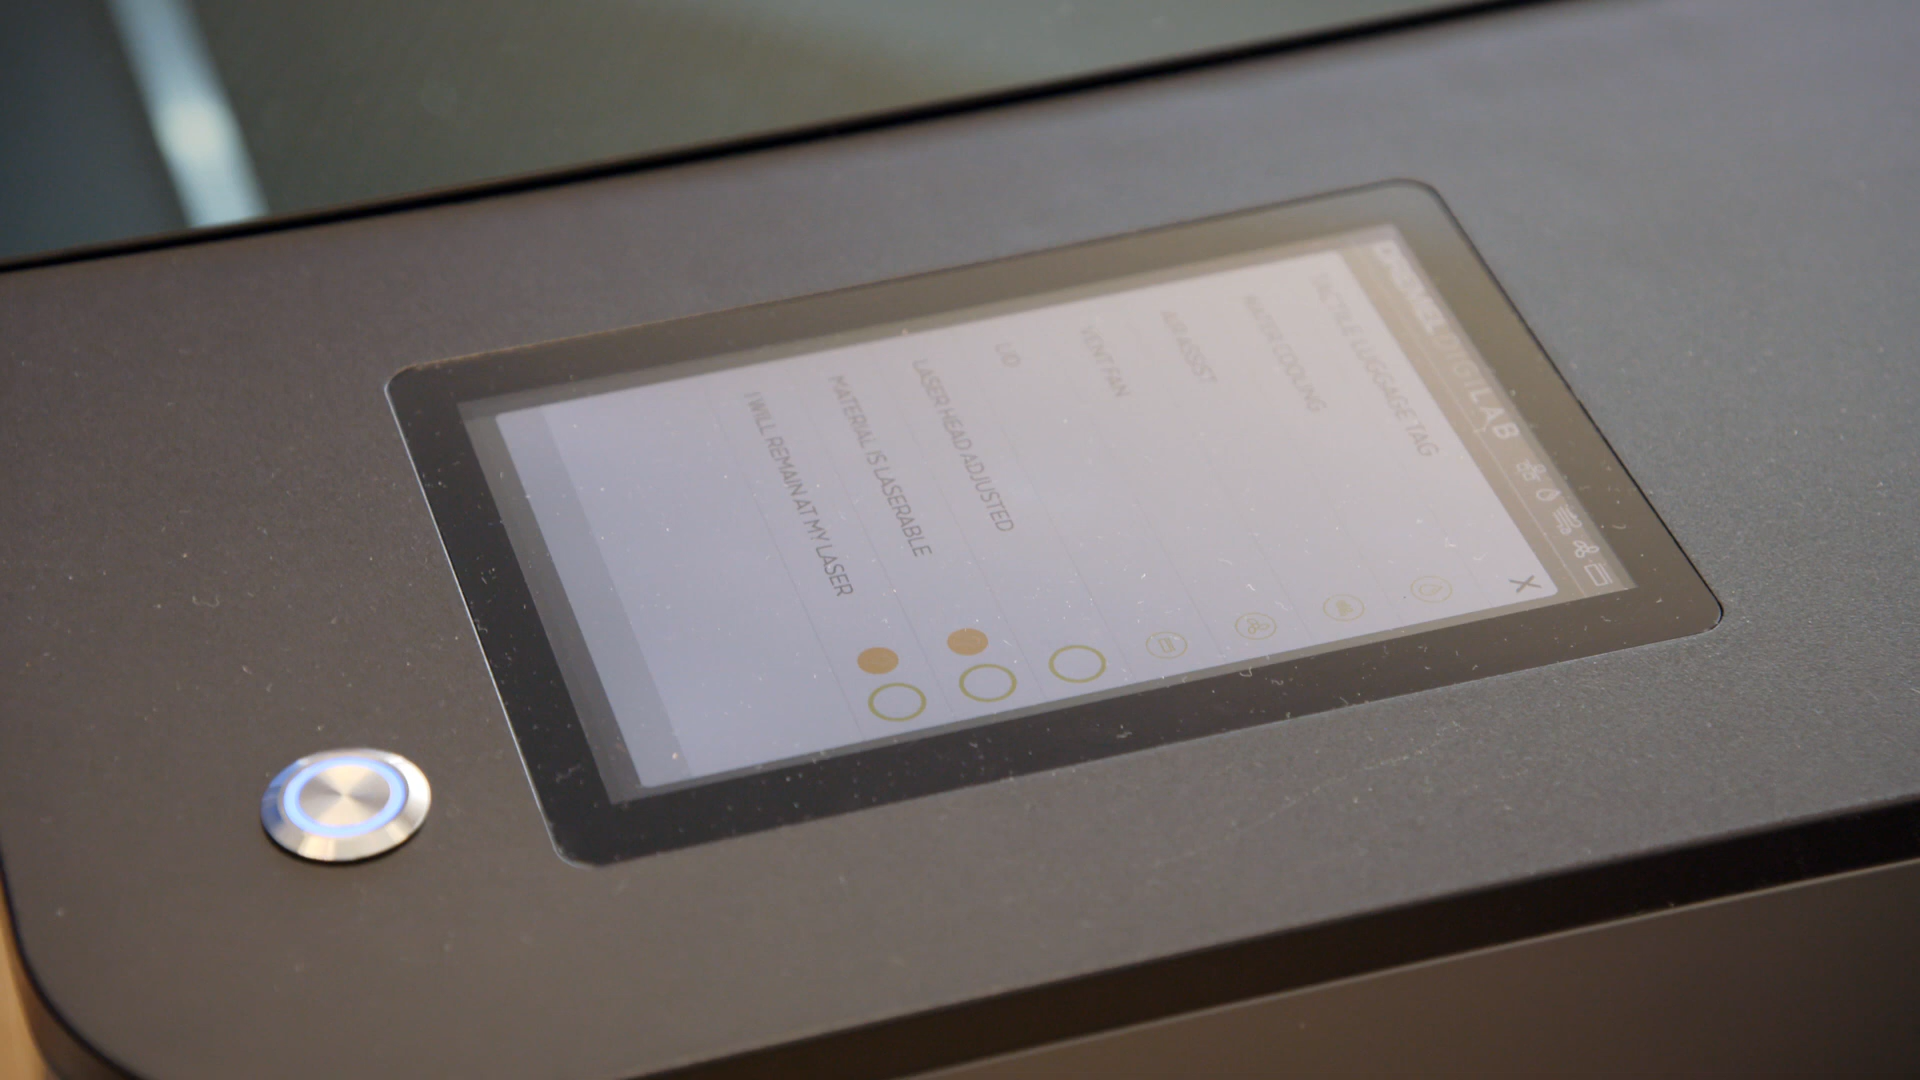 DREMEL DIGILAB
TACTILE LUGGAGE TAG
X
WATER COOLING
AIR ASSIST
VENT FAN
LID
LASER HEAD ADJUSTED
MATERIAL IS LASERABLE
I WILL REMAIN AT MY LASER